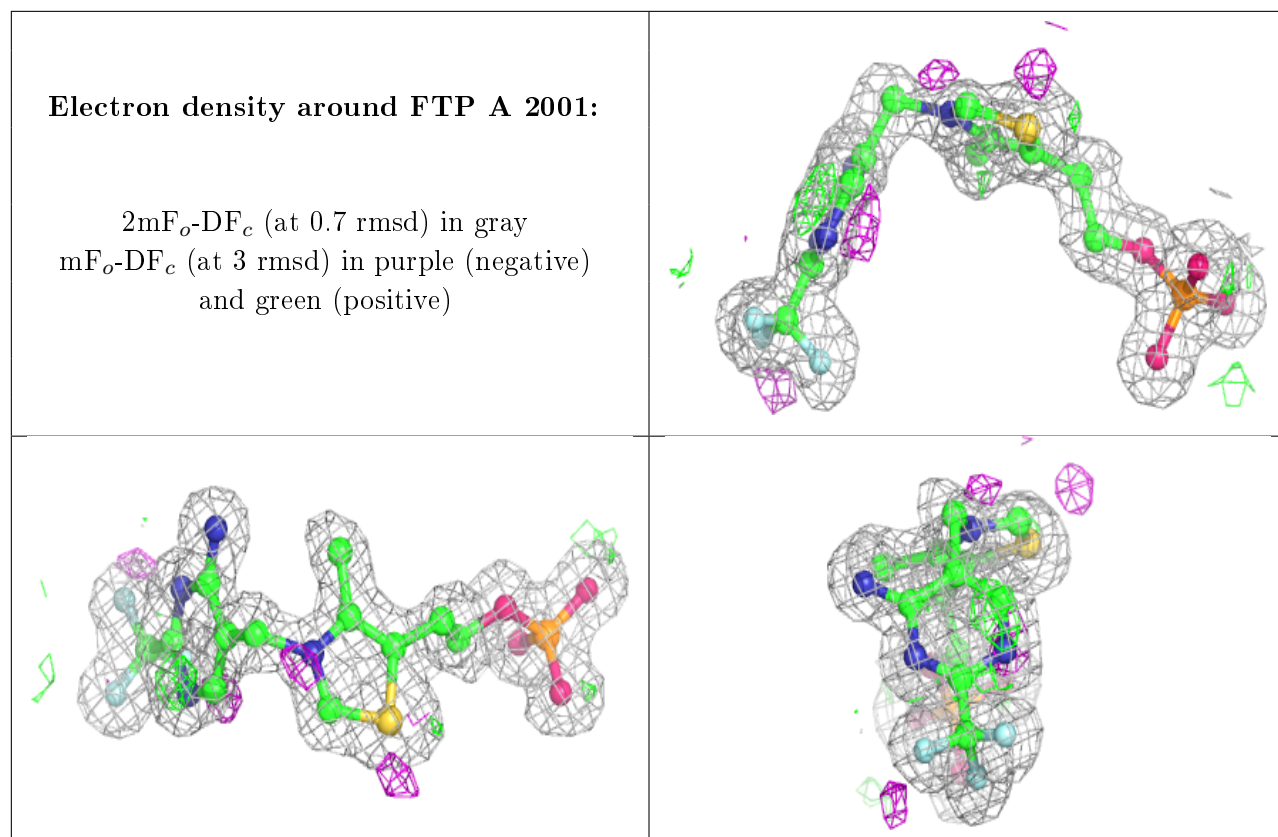 Electron density around FTP A 2001:
2mFo-DFc (at 0.7 rmsd) in gray
mFo-DFc (at 3 rmsd) in purple (negative)
and green (positive)